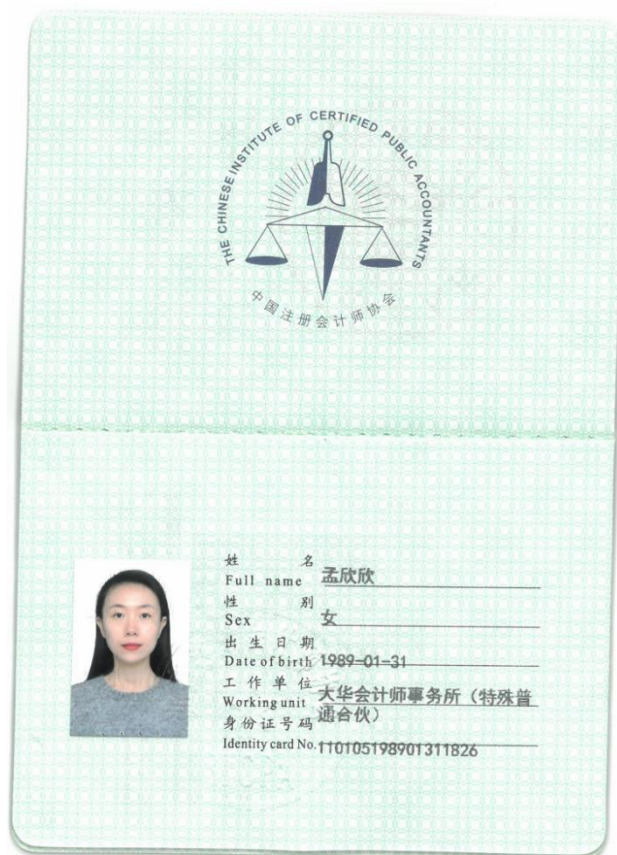 THE CHINESE INSTITUTE OF CERTIFIED PUBLIC ACCOUNTANTS
中国注册会计师协会
姓 名
Full name 孟欣欣
性 别
Sex 女
出生日期
Date of birth 1989-01-31
工作单位
Working unit 大华会计师事务所（特殊普
通合伙）
身份证号码
Identity card No. 110105198901311826